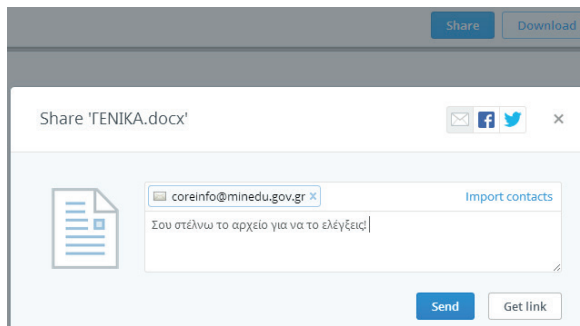 Share Download
Share 'ΓΕΝΙΚΑ.docx'
coreinfo@minedu.gov.gr × Import contacts
Σου στέλνω το αρχείο για να το ελέγξεις!
Send Get link